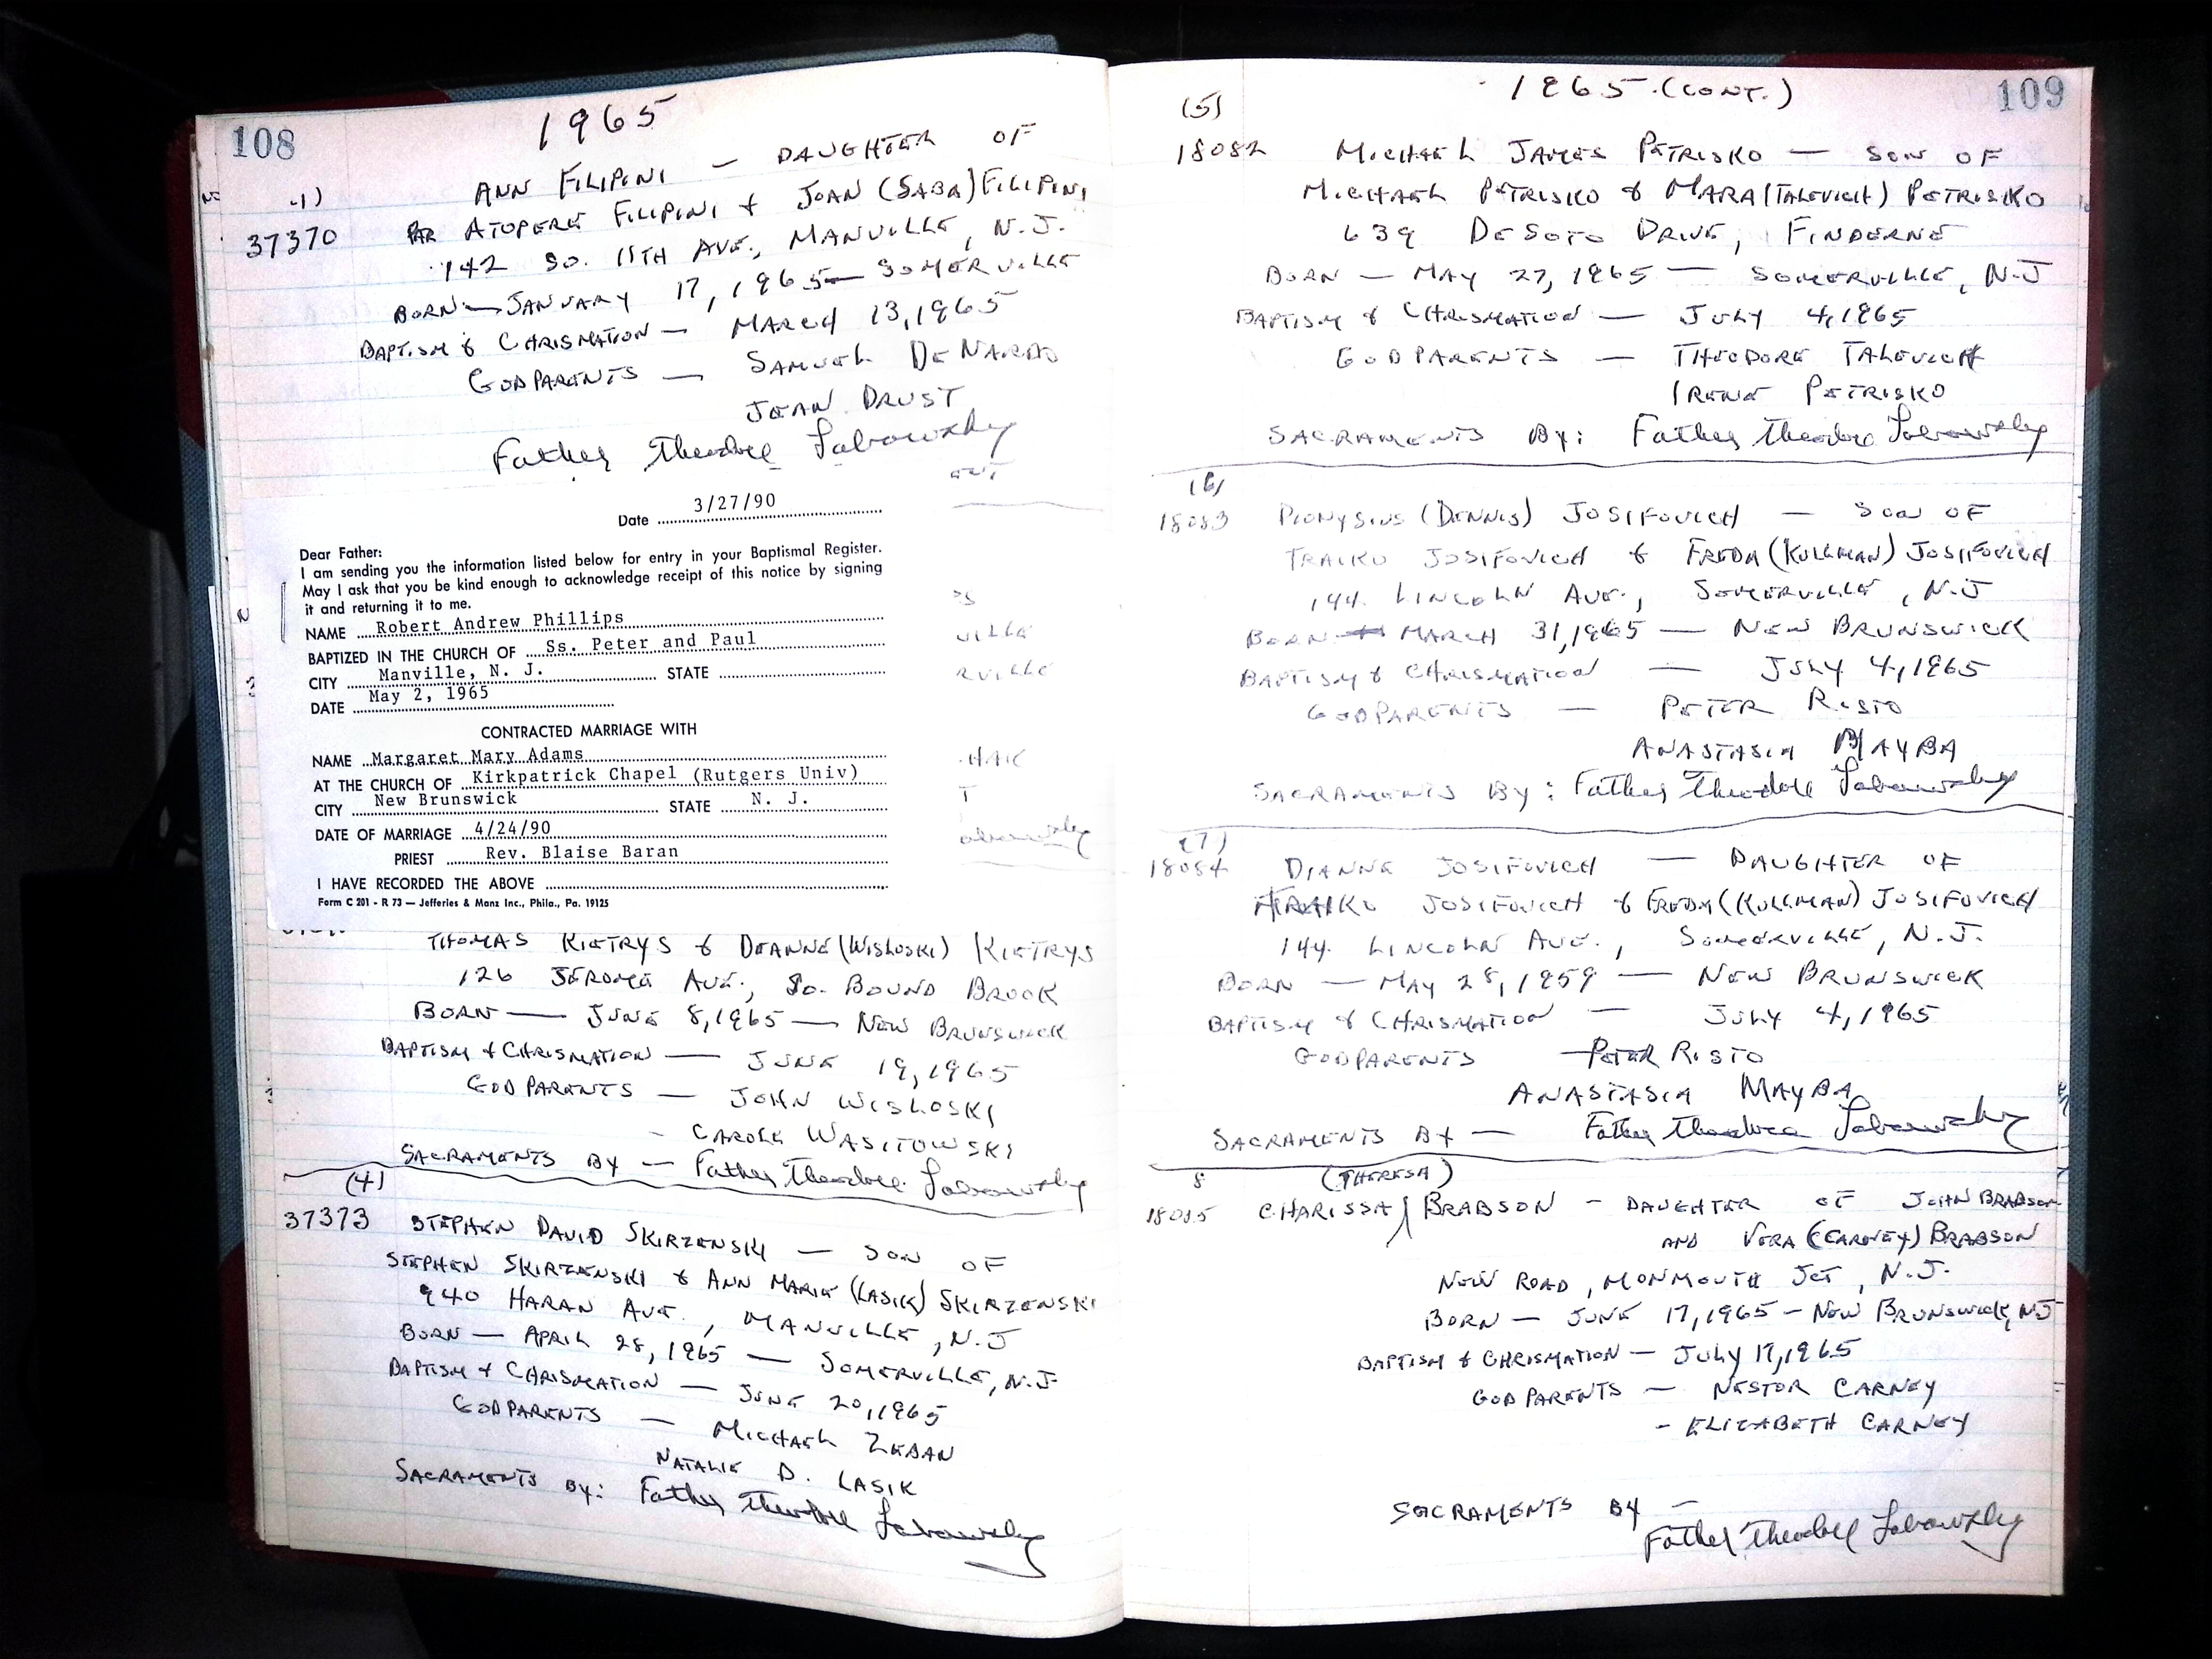 108
1965
1)
ANN FILIPINI — DAUGHTER OF
37370
ATOPERE FILIPINI & JOAN (SABA) FILIPINI
142 SO. 11TH AVE., MANVILLE, N.J.
BORN — JANUARY 17, 1965 — SOMERVILLE
BAPTISM & CHRISMATION — MARCH 13, 1965
GODPARENTS — SAMUEL DE NARDO
JEAN DRUST
Father Theodore Labowsky
Date 3/27/90
Dear Father:
I am sending you the information listed below for entry in your Baptismal Register.
May I ask that you be kind enough to acknowledge receipt of this notice by signing
it and returning it to me.
NAME Robert Andrew Phillips
BAPTIZED IN THE CHURCH OF Ss. Peter and Paul
CITY Manville, N. J. STATE
DATE May 2, 1965
CONTRACTED MARRIAGE WITH
NAME Margaret Mary Adams
AT THE CHURCH OF Kirkpatrick Chapel (Rutgers Univ)
CITY New Brunswick STATE N. J.
DATE OF MARRIAGE 4/24/90
PRIEST Rev. Blaise Baran
I HAVE RECORDED THE ABOVE
Form C 201 - R 73 — Jefferies & Manz Inc., Phila., Pa. 19125
VILLE
RVILLE
THOMAS KIETRYS & DEANNE (WISLOSKI) KIETRYS
126 JEROME AVE., SO. BOUND BROOK
BORN — JUNE 8, 1965 — NEW BRUNSWICK
BAPTISM & CHRISMATION — JUNE 19, 1965
GODPARENTS — JOHN WISLOSKI
- CAROLE WASITOWSKI
SACRAMENTS BY — Father Theodore Labowsky
(4)
37373 STEPHEN DAVID SKIRZENSKI — SON OF
STEPHEN SKIRZENSKI & ANN MARIE (LASIK) SKIRZENSKI
940 HARAN AVE., MANVILLE, N.J
BORN — APRIL 28, 1965 — SOMERVILLE, N.J.
BAPTISM & CHRISMATION — JUNE 20, 1965
GODPARENTS — MICHAEL ZEBAN
NATALIE D. LASIK
SACRAMENTS BY: Father Theodore Labowsky
1965 (CONT.)
109
(5)
18082 MICHAEL JAMES PETRISKO — SON OF
MICHAEL PETRISKO & MARA (TALEVICH) PETRISKO
639 DESOTO DRIVE, FINDERNE
BORN — MAY 27, 1965 — SOMERVILLE, N.J
BAPTISM & CHRISMATION — JULY 4, 1965
GODPARENTS — THEODORE TALEVICH
IRENE PETRISKO
SACRAMENTS BY: Father Theodore Labowsky
(6)
18083 DIONYSIUS (DENNIS) JOSIFOVICH — SON OF
TRAIKO JOSIFOVICH & FREDA (KULLMAN) JOSIFOVICH
144 LINCOLN AVE., SOMERVILLE, N.J
BORN MARCH 31, 1965 — NEW BRUNSWICK
BAPTISM & CHRISMATION — JULY 4, 1965
GODPARENTS — PETER RISTO
ANASTASIA MAYBA
SACRAMENTS BY: Father Theodore Labowsky
(7)
18084 DIANNE JOSIFOVICH — DAUGHTER OF
TRAIKO JOSIFOVICH & FREDA (KULLMAN) JOSIFOVICH
144 LINCOLN AVE., SOMERVILLE, N.J.
BORN — MAY 28, 1959 — NEW BRUNSWICK
BAPTISM & CHRISMATION — JULY 4, 1965
GODPARENTS PETER RISTO
ANASTASIA MAYBA
SACRAMENTS BY — Father Theodore Labowsky
8 (THERESA)
18085 CHARISSA BRABSON - DAUGHTER OF JOHN BRABSON
AND VERA (CARNEY) BRABSON
NEW ROAD, MONMOUTH JCT, N.J.
BORN — JUNE 17, 1965 - NEW BRUNSWICK, NJ
BAPTISM & CHRISMATION — JULY 17, 1965
GODPARENTS — NESTOR CARNEY
- ELIZABETH CARNEY
SACRAMENTS BY —
Father Theodore Labowsky